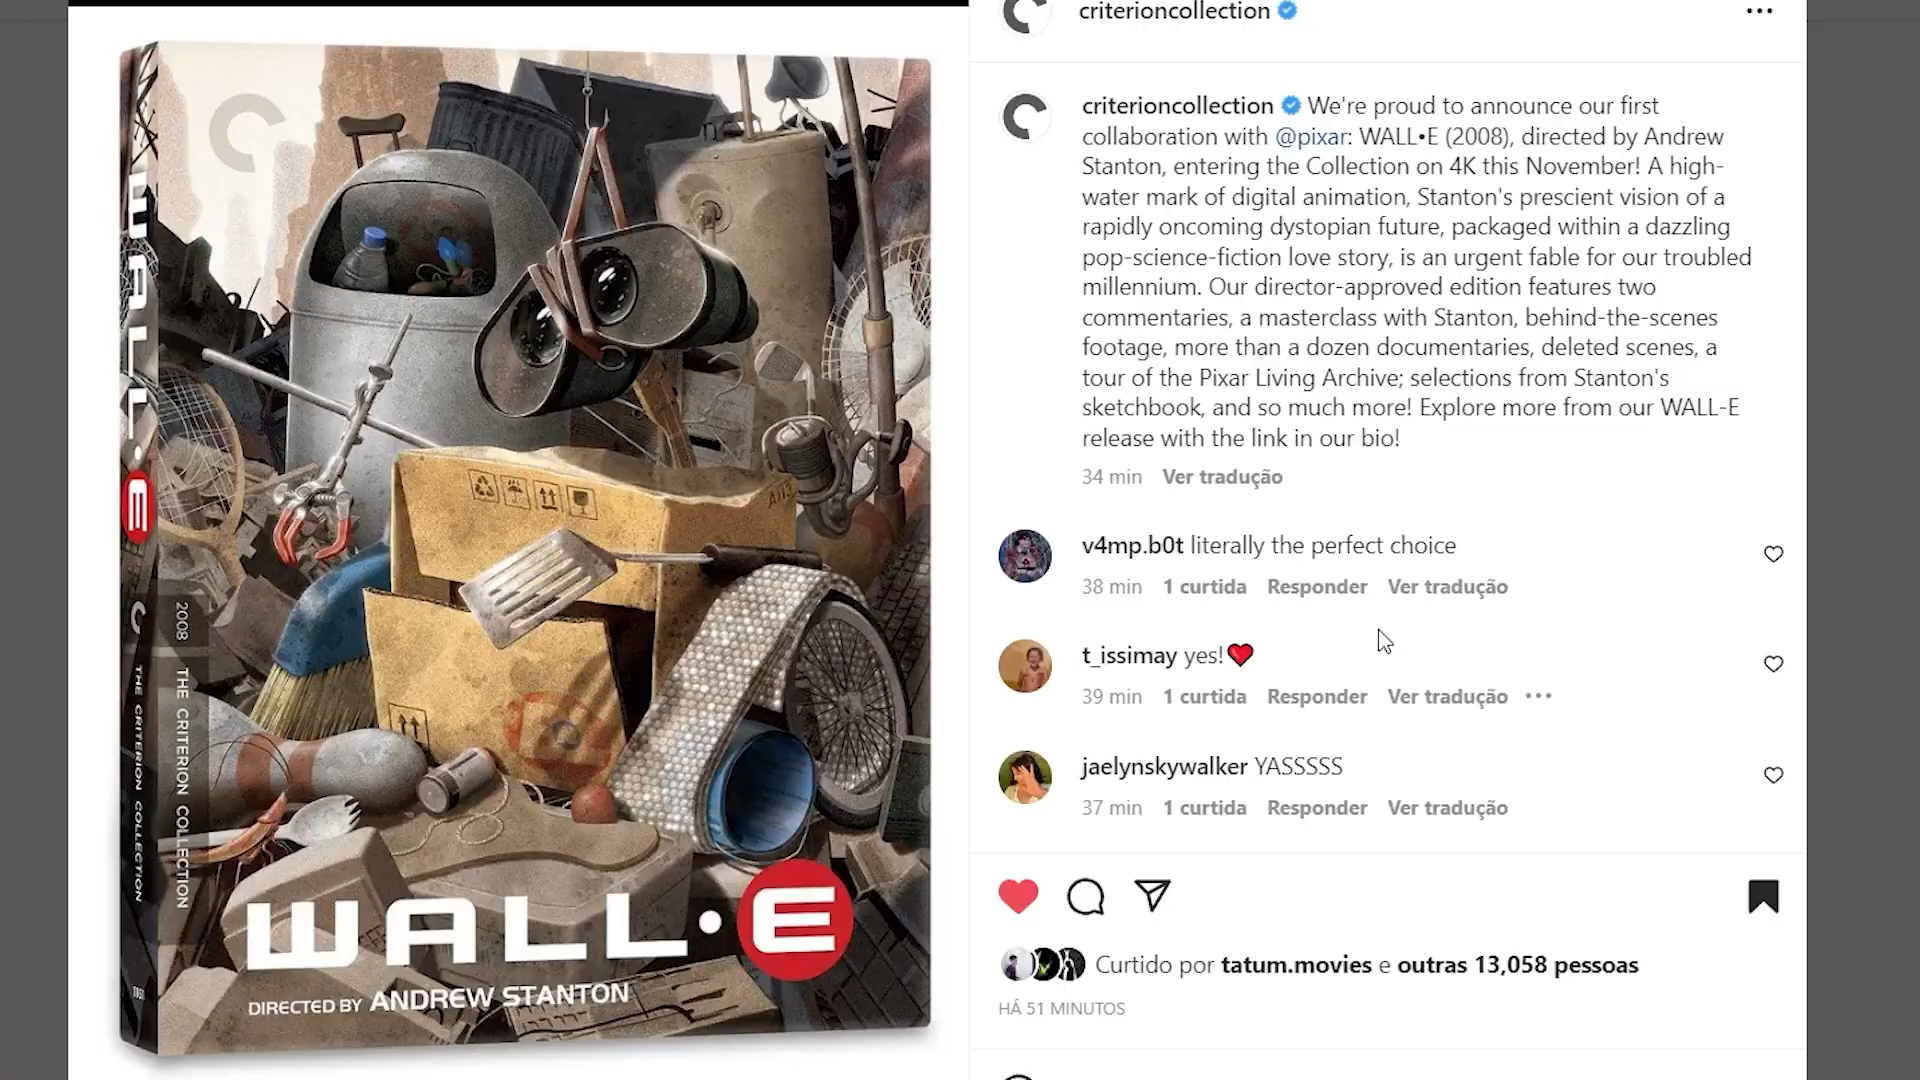 WALL•E
2008 THE CRITERION COLLECTION
THE CRITERION COLLECTION
1161
A113
WALL•E
DIRECTED BY ANDREW STANTON
criterioncollection
criterioncollection We're proud to announce our first
collaboration with @pixar: WALL•E (2008), directed by Andrew
Stanton, entering the Collection on 4K this November! A high-
water mark of digital animation, Stanton's prescient vision of a
rapidly oncoming dystopian future, packaged within a dazzling
pop-science-fiction love story, is an urgent fable for our troubled
millennium. Our director-approved edition features two
commentaries, a masterclass with Stanton, behind-the-scenes
footage, more than a dozen documentaries, deleted scenes, a
tour of the Pixar Living Archive; selections from Stanton's
sketchbook, and so much more! Explore more from our WALL-E
release with the link in our bio!
34 min Ver tradução
v4mp.b0t literally the perfect choice
38 min 1 curtida Responder Ver tradução
t_issimay yes!❤️
39 min 1 curtida Responder Ver tradução
jaelynskywalker YASSSSS
37 min 1 curtida Responder Ver tradução
Curtido por tatum.movies e outras 13,058 pessoas
HÁ 51 MINUTOS